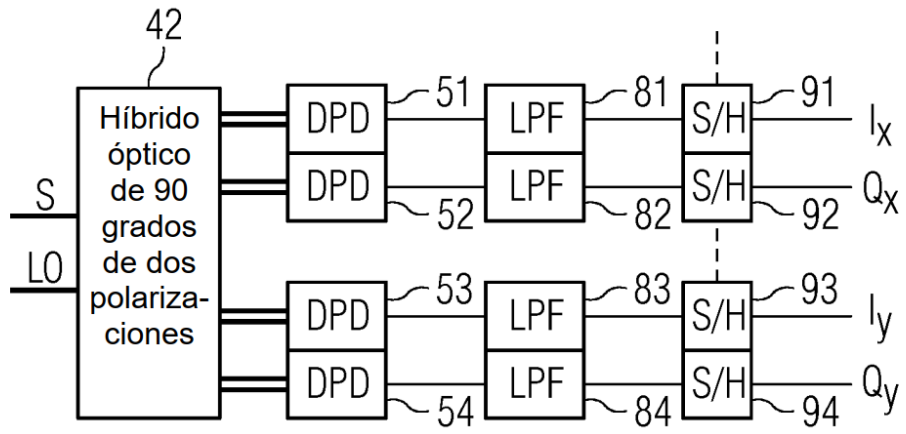 42
Híbrido
óptico
de 90
grados
de dos
polariza-
ciones
S
LO
DPD 51 LPF 81 S/H 91 Ix
DPD 52 LPF 82 S/H 92 Qx
DPD 53 LPF 83 S/H 93 Iy
DPD 54 LPF 84 S/H 94 Qy